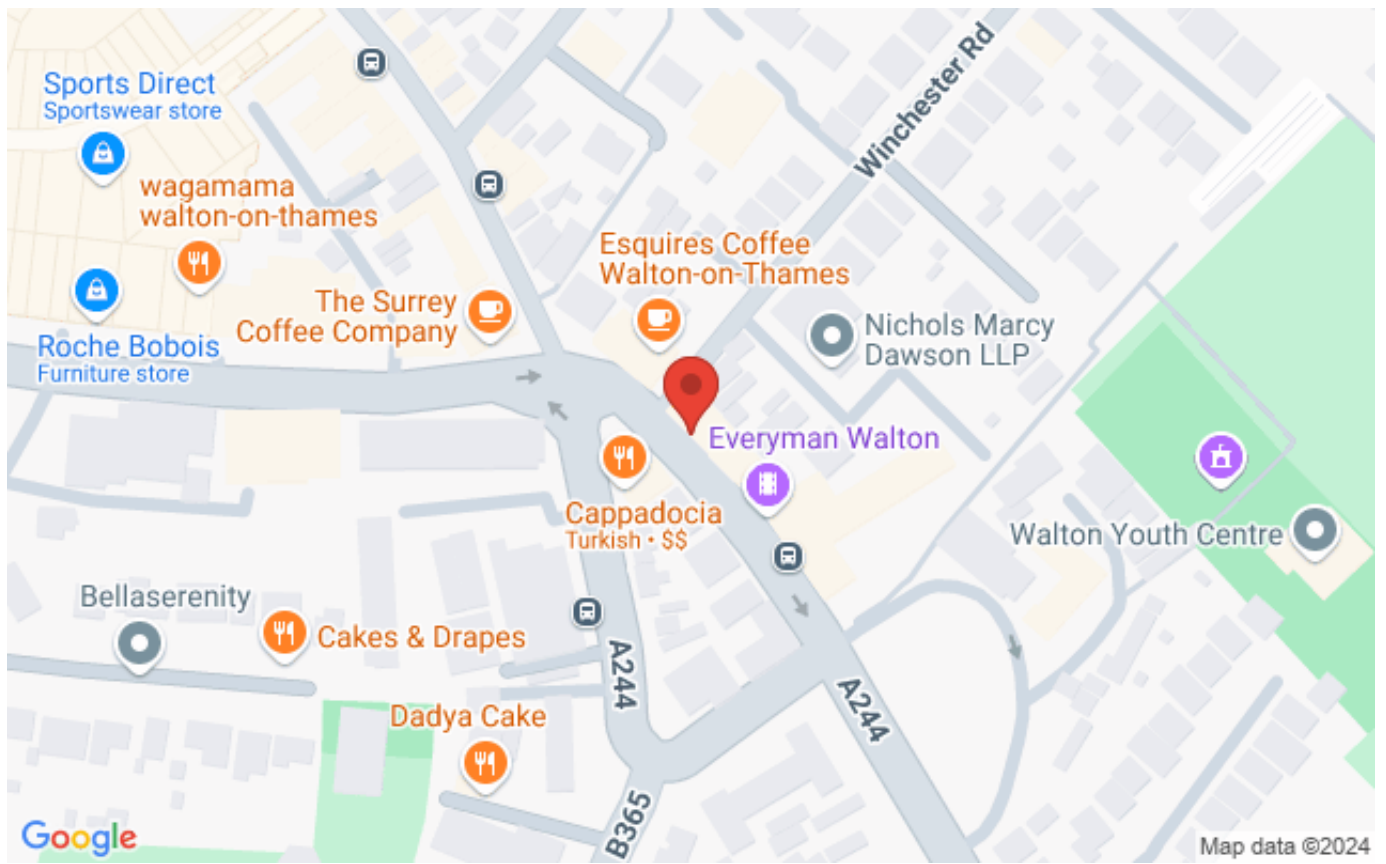 Sports Direct
Sportswear store
wagamama
walton-on-thames
Winchester Rd
Esquires Coffee
Walton-on-Thames
The Surrey
Coffee Company
Nichols Marcy
Dawson LLP
Roche Bobois
Furniture store
Everyman Walton
Cappadocia
Turkish • $$
Walton Youth Centre
Bellaserenity
Cakes & Drapes
A244
A244
Dadya Cake
B365
Google
Map data ©2024